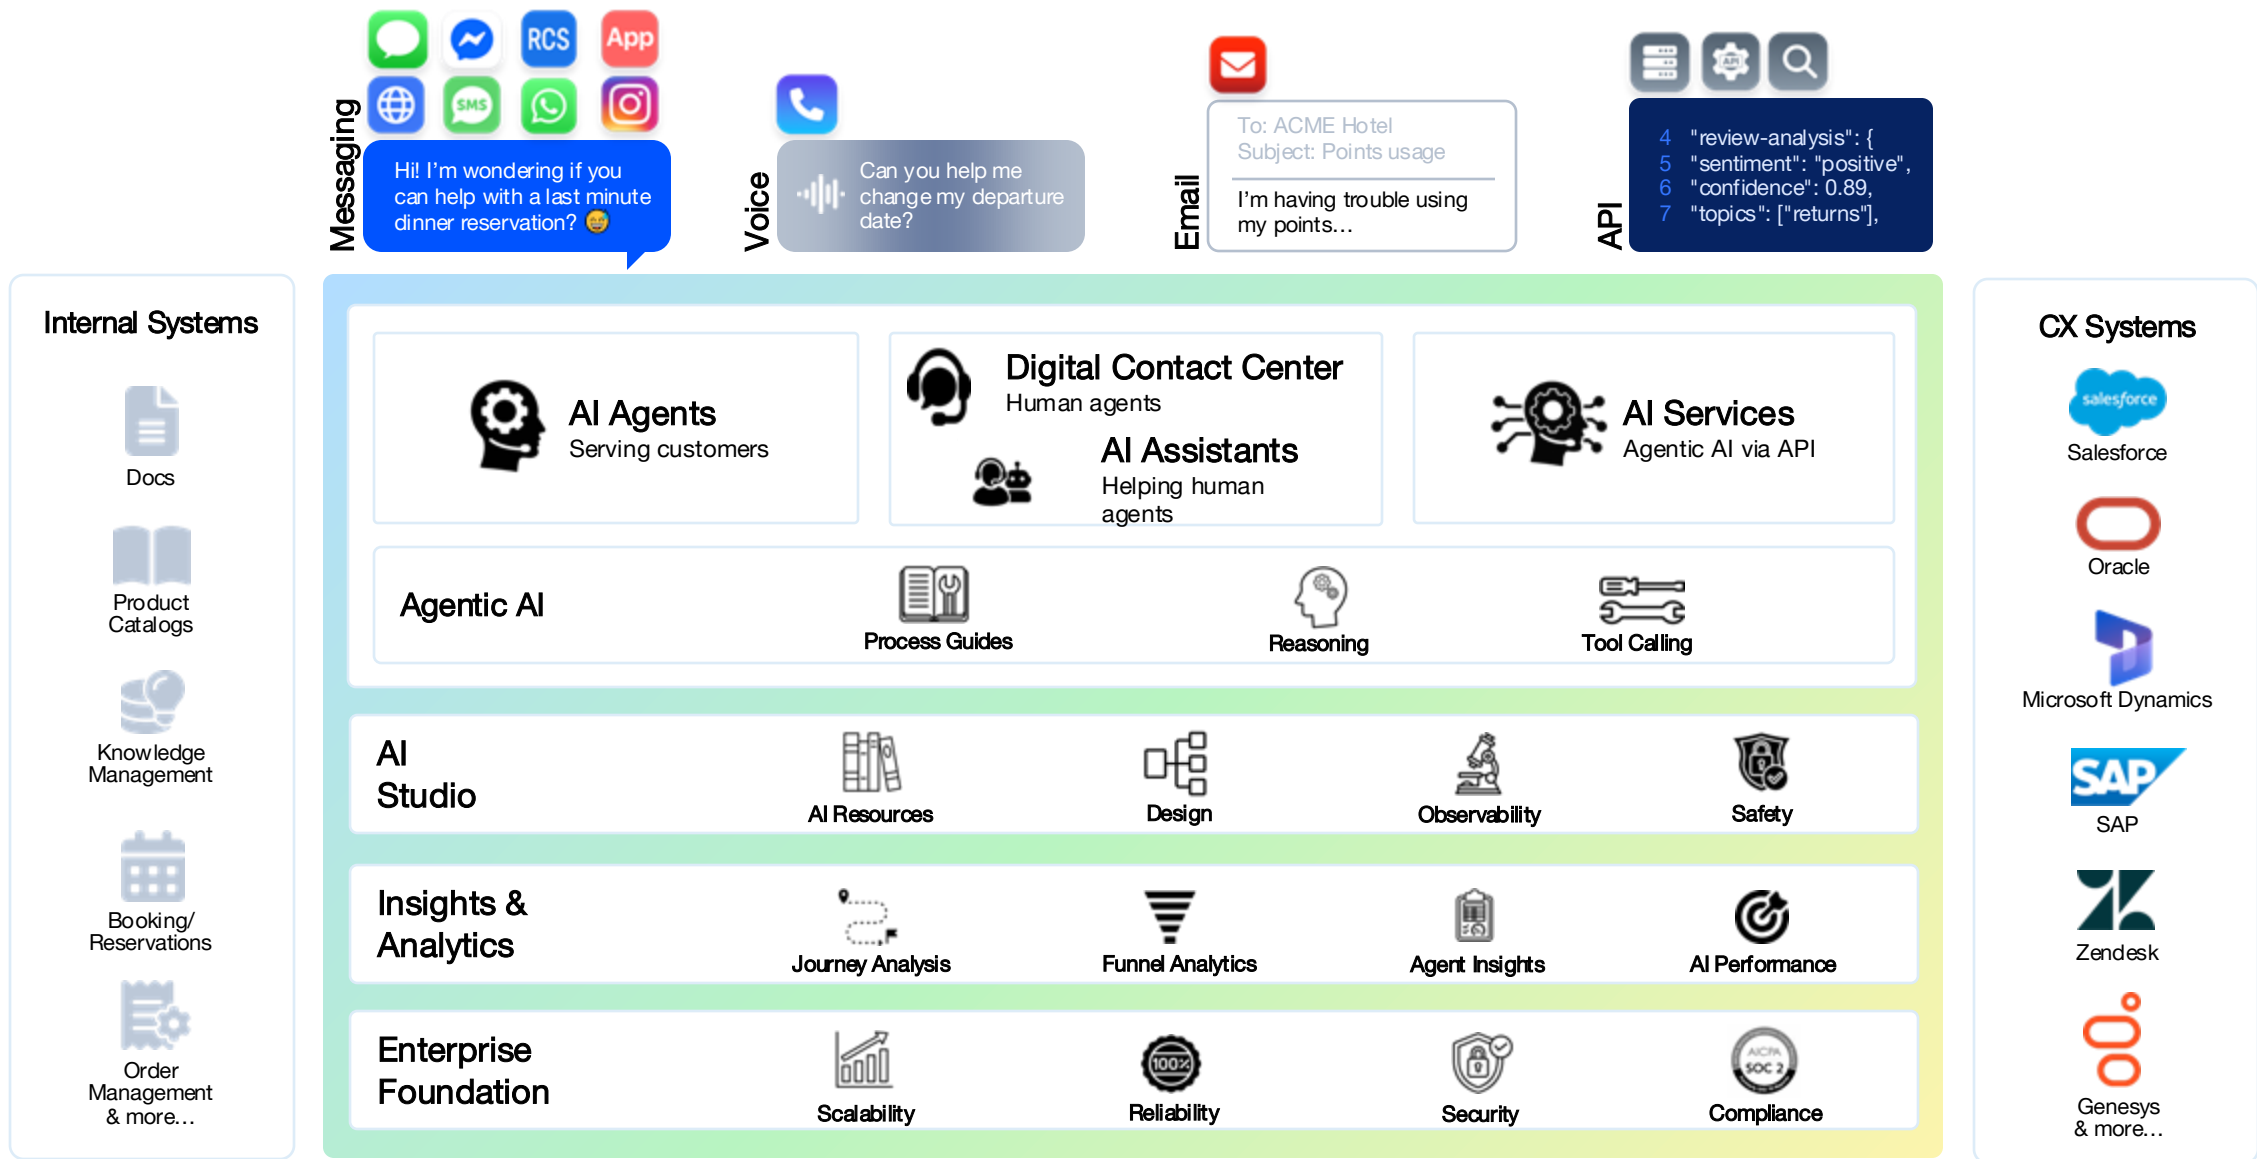 RCS
App
SMS
Messaging
Hi! I'm wondering if you
can help with a last minute
dinner reservation? 😅
Voice
Can you help me
change my departure
date?
Email
To: ACME Hotel
Subject: Points usage
I'm having trouble using
my points...
API
API
4 "review-analysis": {
5 "sentiment": "positive",
6 "confidence": 0.89,
7 "topics": ["returns"],
Internal Systems
Docs
Product
Catalogs
Knowledge
Management
Booking/
Reservations
Order
Management
& more...
AI Agents
Serving customers
Digital Contact Center
Human agents
AI Assistants
Helping human
agents
AI Services
Agentic AI via API
Agentic AI
Process Guides
Reasoning
Tool Calling
AI
Studio
AI Resources
Design
Observability
Safety
Insights &
Analytics
Journey Analysis
Funnel Analytics
Agent Insights
AI Performance
Enterprise
Foundation
Scalability
100%
Reliability
Security
AICPA
SOC 2
Compliance
CX Systems
salesforce
Salesforce
Oracle
Microsoft Dynamics
SAP
SAP
Zendesk
Genesys
& more...